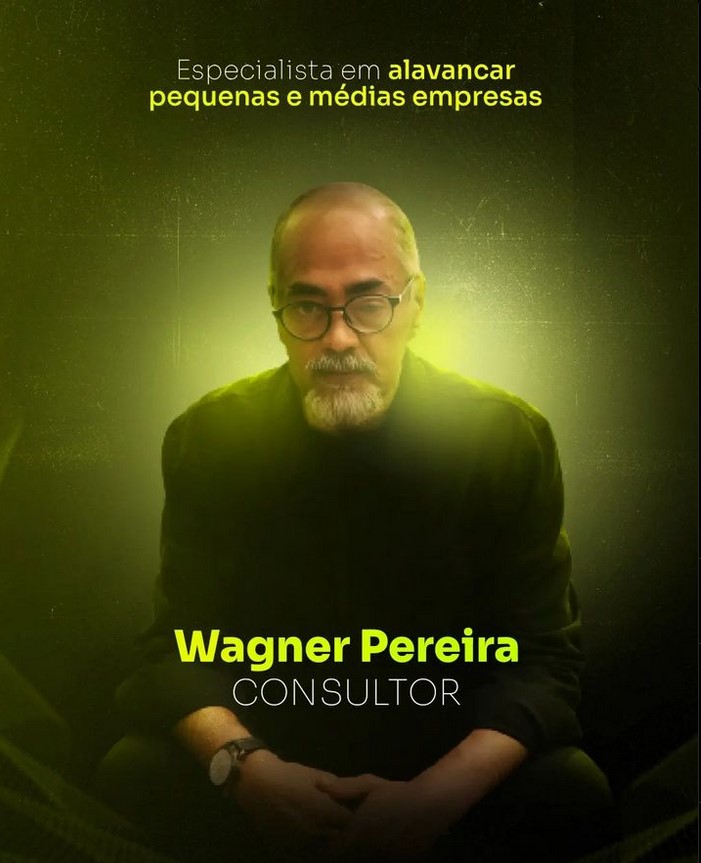 Especialista em alavancar
pequenas e médias empresas
Wagner Pereira
CONSULTOR